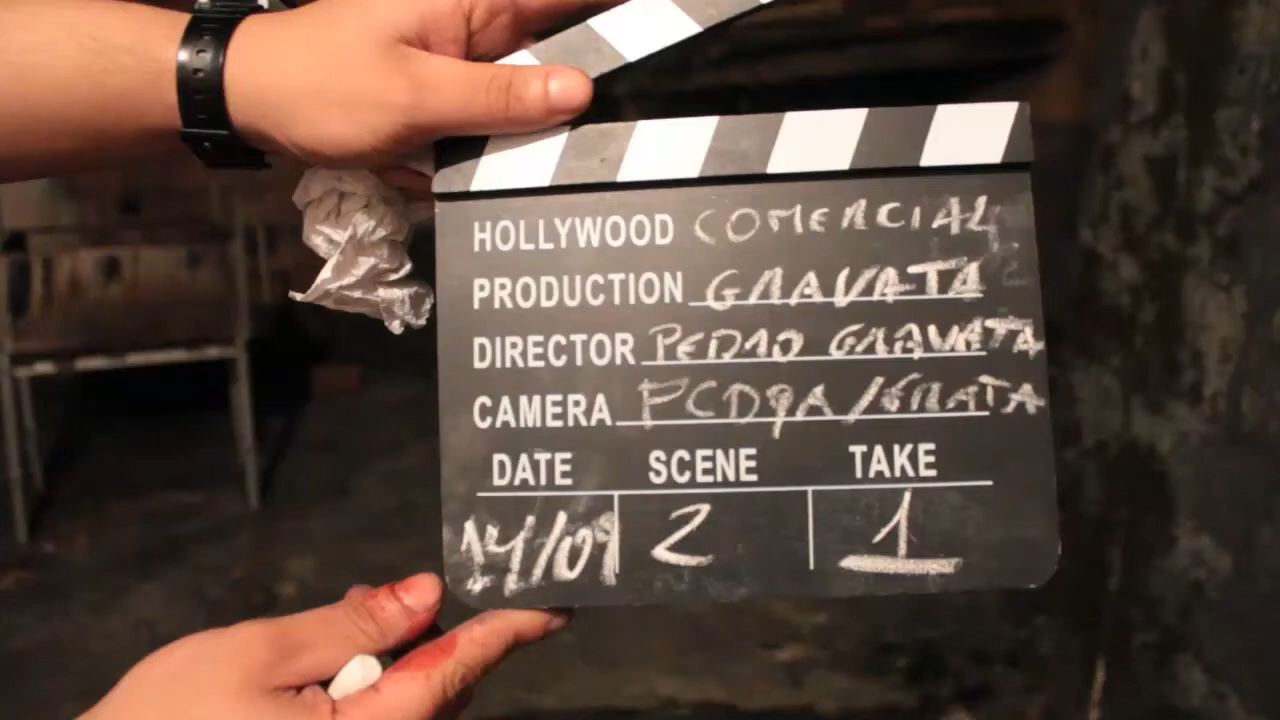 HOLLYWOOD COMERCIAL
PRODUCTION GRAVATA
DIRECTOR PEDRO GRAVATA
CAMERA
DATE SCENE TAKE
14/09 2 1